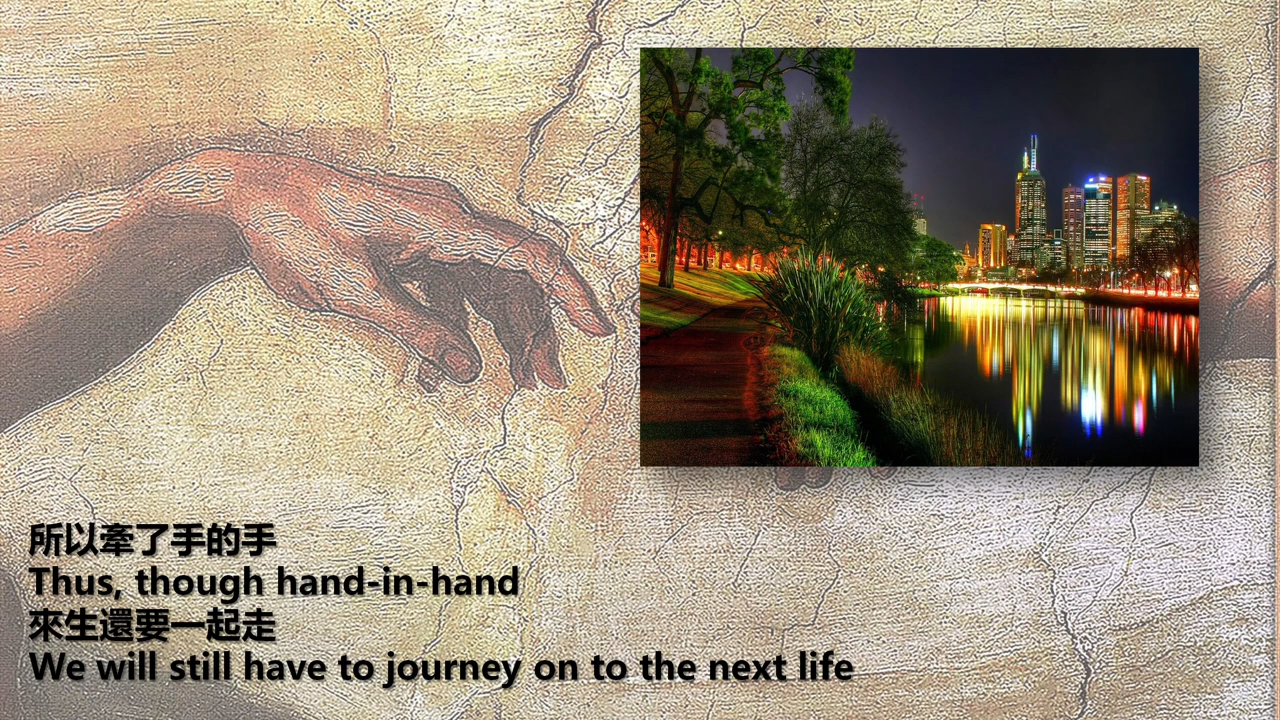 所以牽了手的手
Thus, though hand-in-hand
來生還要一起走
We will still have to journey on to the next life